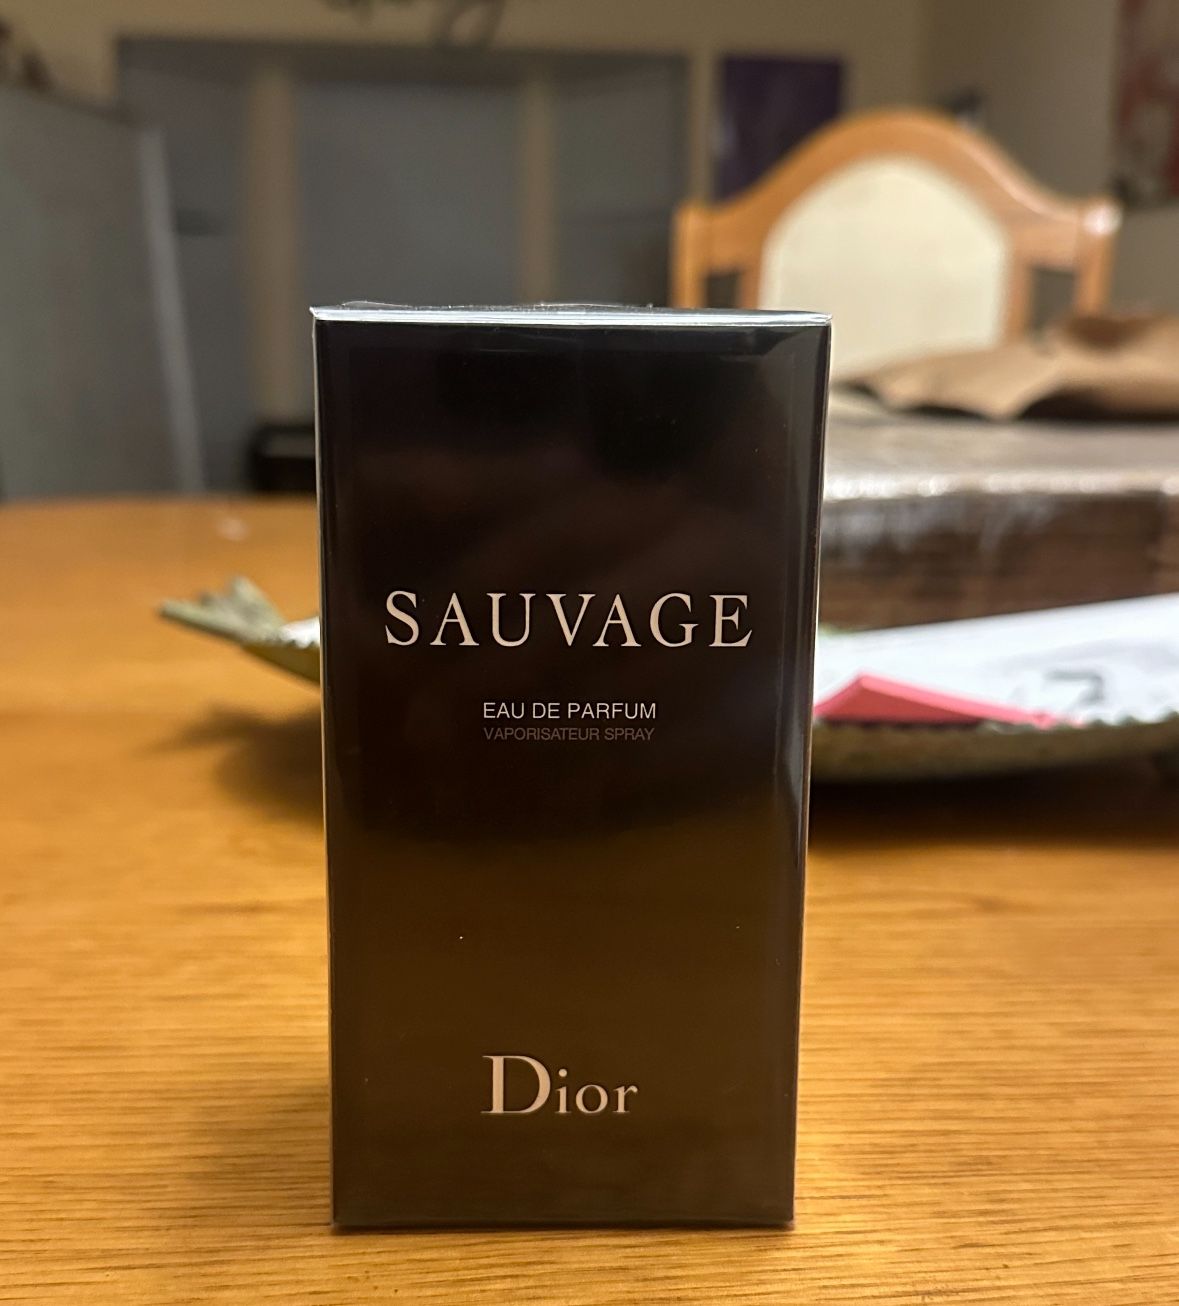 SAUVAGE
EAU DE PARFUM
VAPORISATEUR SPRAY
Dior